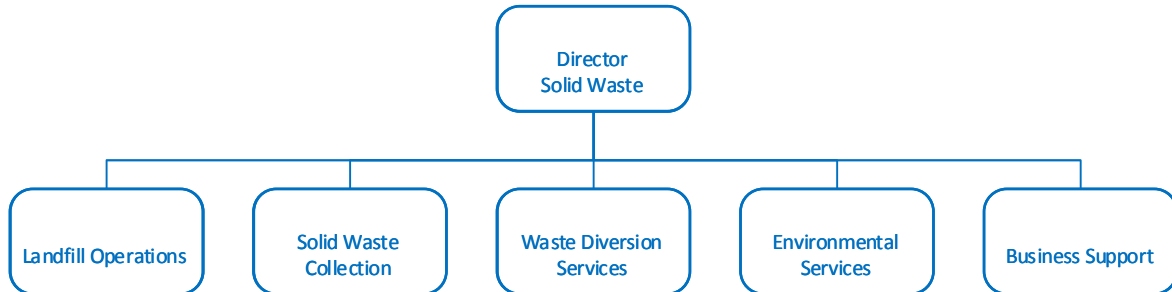 Director
Solid Waste
Landfill Operations
Solid Waste
Collection
Waste Diversion
Services
Environmental
Services
Business Support